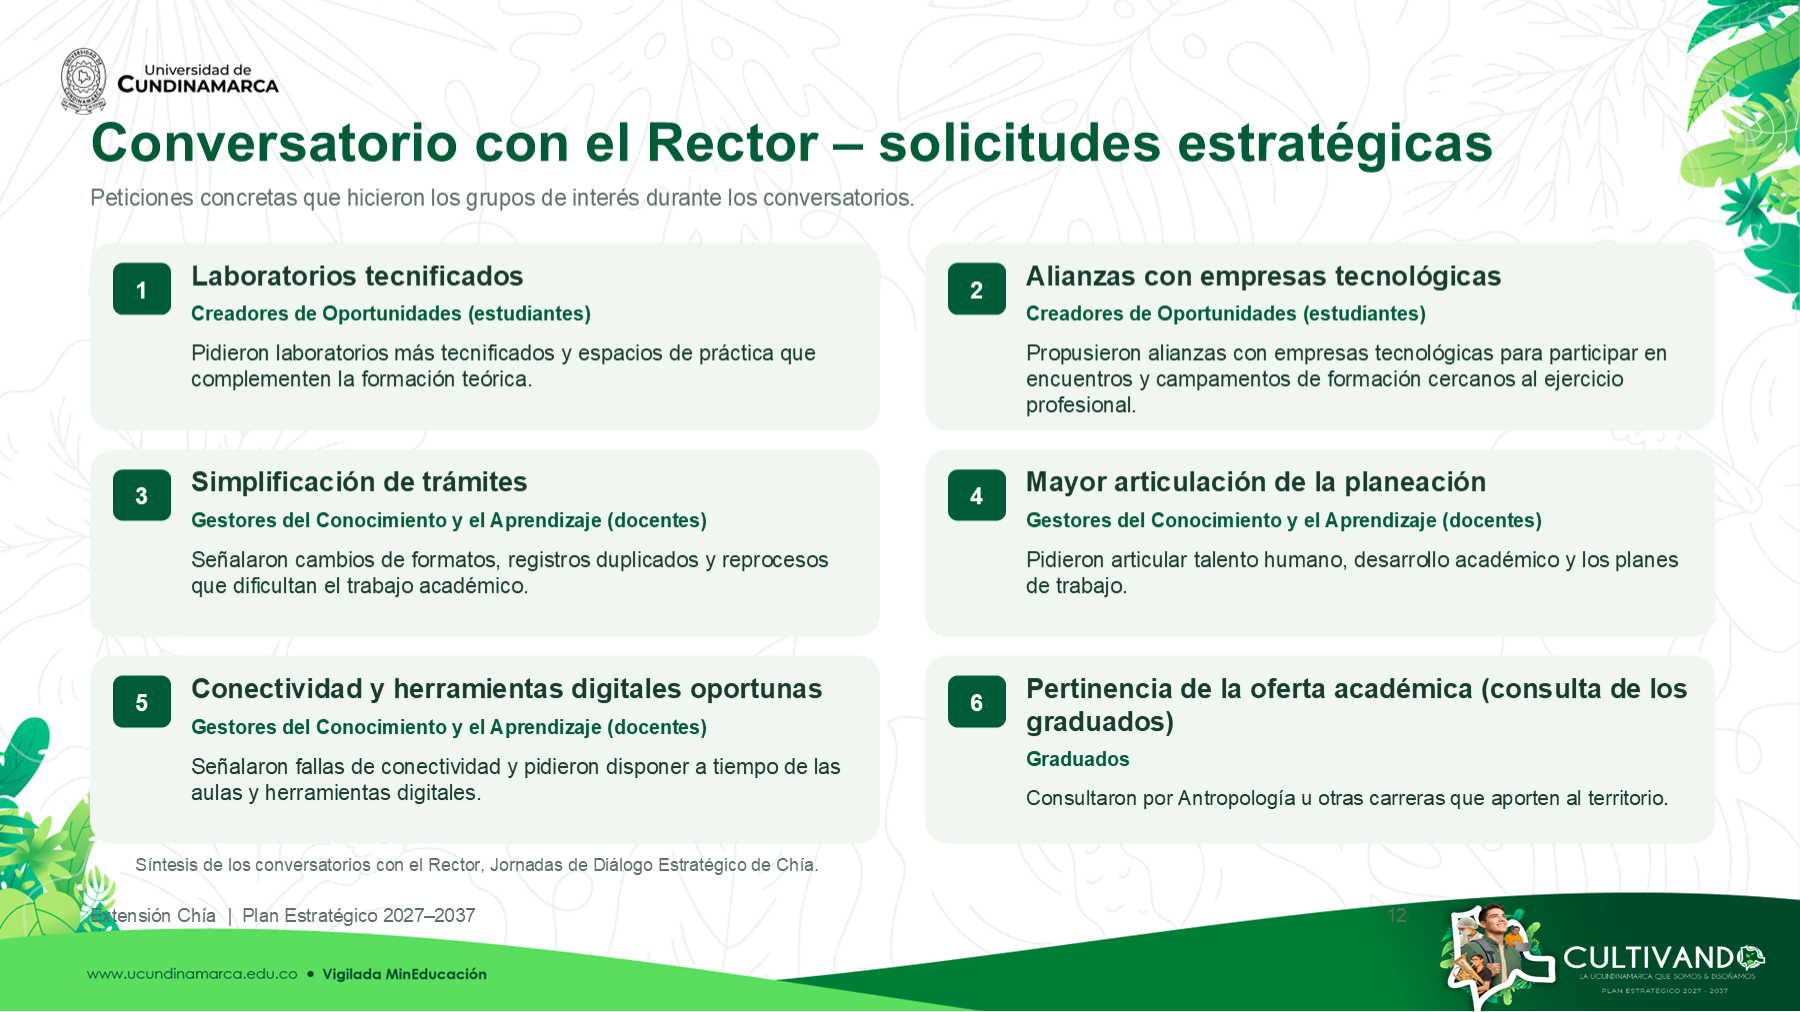 Universidad de
CUNDINAMARCA
Conversatorio con el Rector – solicitudes estratégicas
Peticiones concretas que hicieron los grupos de interés durante los conversatorios.
1
Laboratorios tecnificados
Creadores de Oportunidades (estudiantes)
Pidieron laboratorios más tecnificados y espacios de práctica que
complementen la formación teórica.
2
Alianzas con empresas tecnológicas
Creadores de Oportunidades (estudiantes)
Propusieron alianzas con empresas tecnológicas para participar en
encuentros y campamentos de formación cercanos al ejercicio
profesional.
3
Simplificación de trámites
Gestores del Conocimiento y el Aprendizaje (docentes)
Señalaron cambios de formatos, registros duplicados y reprocesos
que dificultan el trabajo académico.
4
Mayor articulación de la planeación
Gestores del Conocimiento y el Aprendizaje (docentes)
Pidieron articular talento humano, desarrollo académico y los planes
de trabajo.
5
Conectividad y herramientas digitales oportunas
Gestores del Conocimiento y el Aprendizaje (docentes)
Señalaron fallas de conectividad y pidieron disponer a tiempo de las
aulas y herramientas digitales.
6
Pertinencia de la oferta académica (consulta de los
graduados)
Graduados
Consultaron por Antropología u otras carreras que aporten al territorio.
Síntesis de los conversatorios con el Rector, Jornadas de Diálogo Estratégico de Chía.
Extensión Chía | Plan Estratégico 2027–2037
12
www.ucundinamarca.edu.co • Vigilada MinEducación
CULTIVANDO
LA UCUNDINAMARCA QUE SOMOS & DISOÑAMOS
PLAN ESTRATÉGICO 2027 - 2037